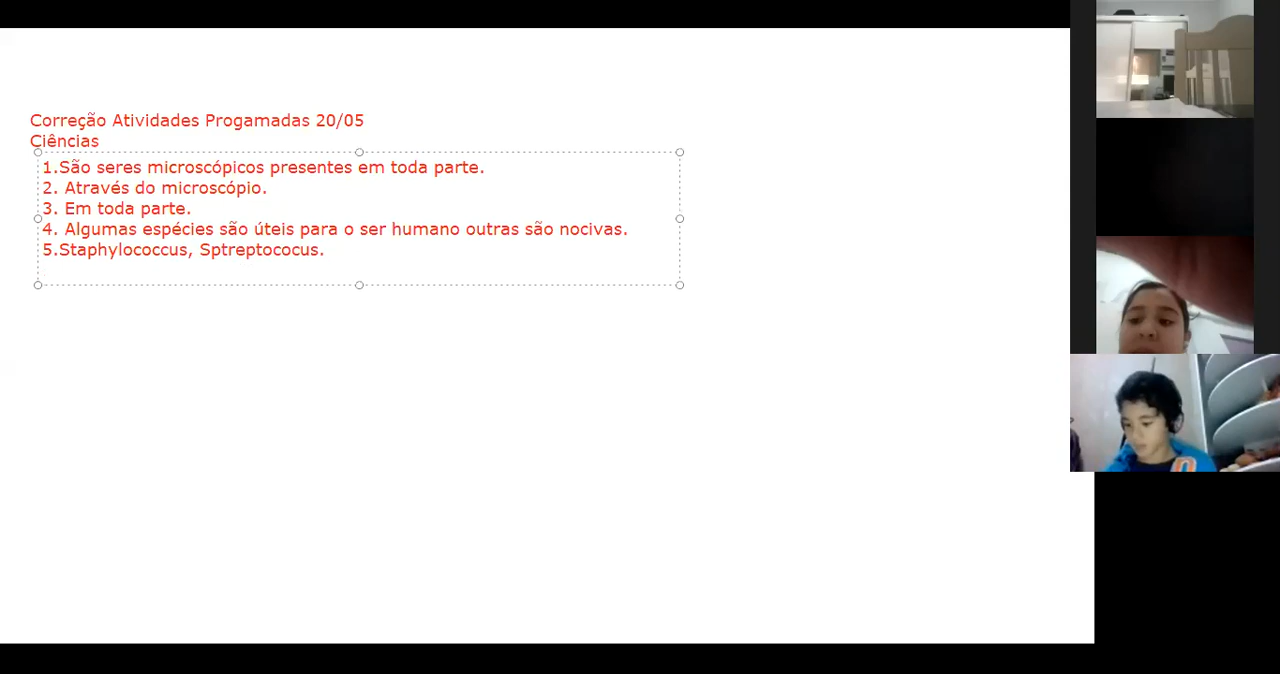 Correção Atividades Progamadas 20/05
Ciências
1.São seres microscópicos presentes em toda parte.
2. Através do microscópio.
3. Em toda parte.
4. Algumas espécies são úteis para o ser humano outras são nocivas.
5.Staphylococcus, Sptreptococus.